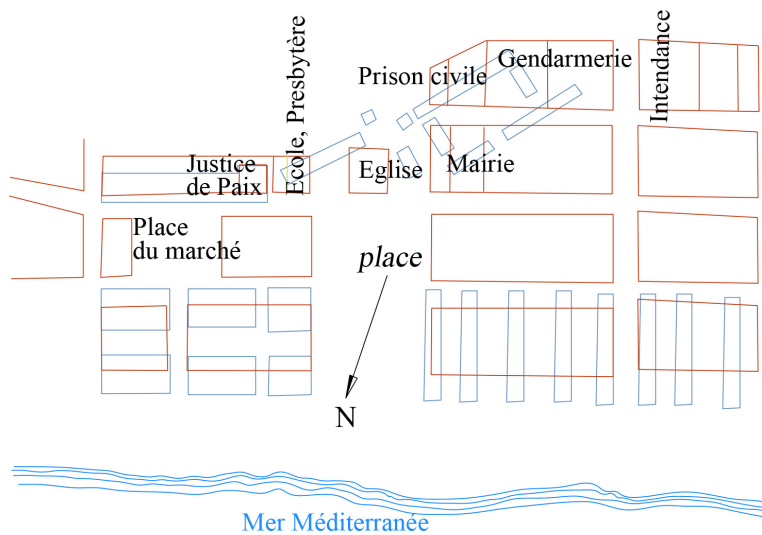 Ecole, Presbytère
Prison civile
Gendarmerie
Intendance
Justice
de Paix
Eglise
Mairie
Place
du marché
place
N
Mer Méditerranée